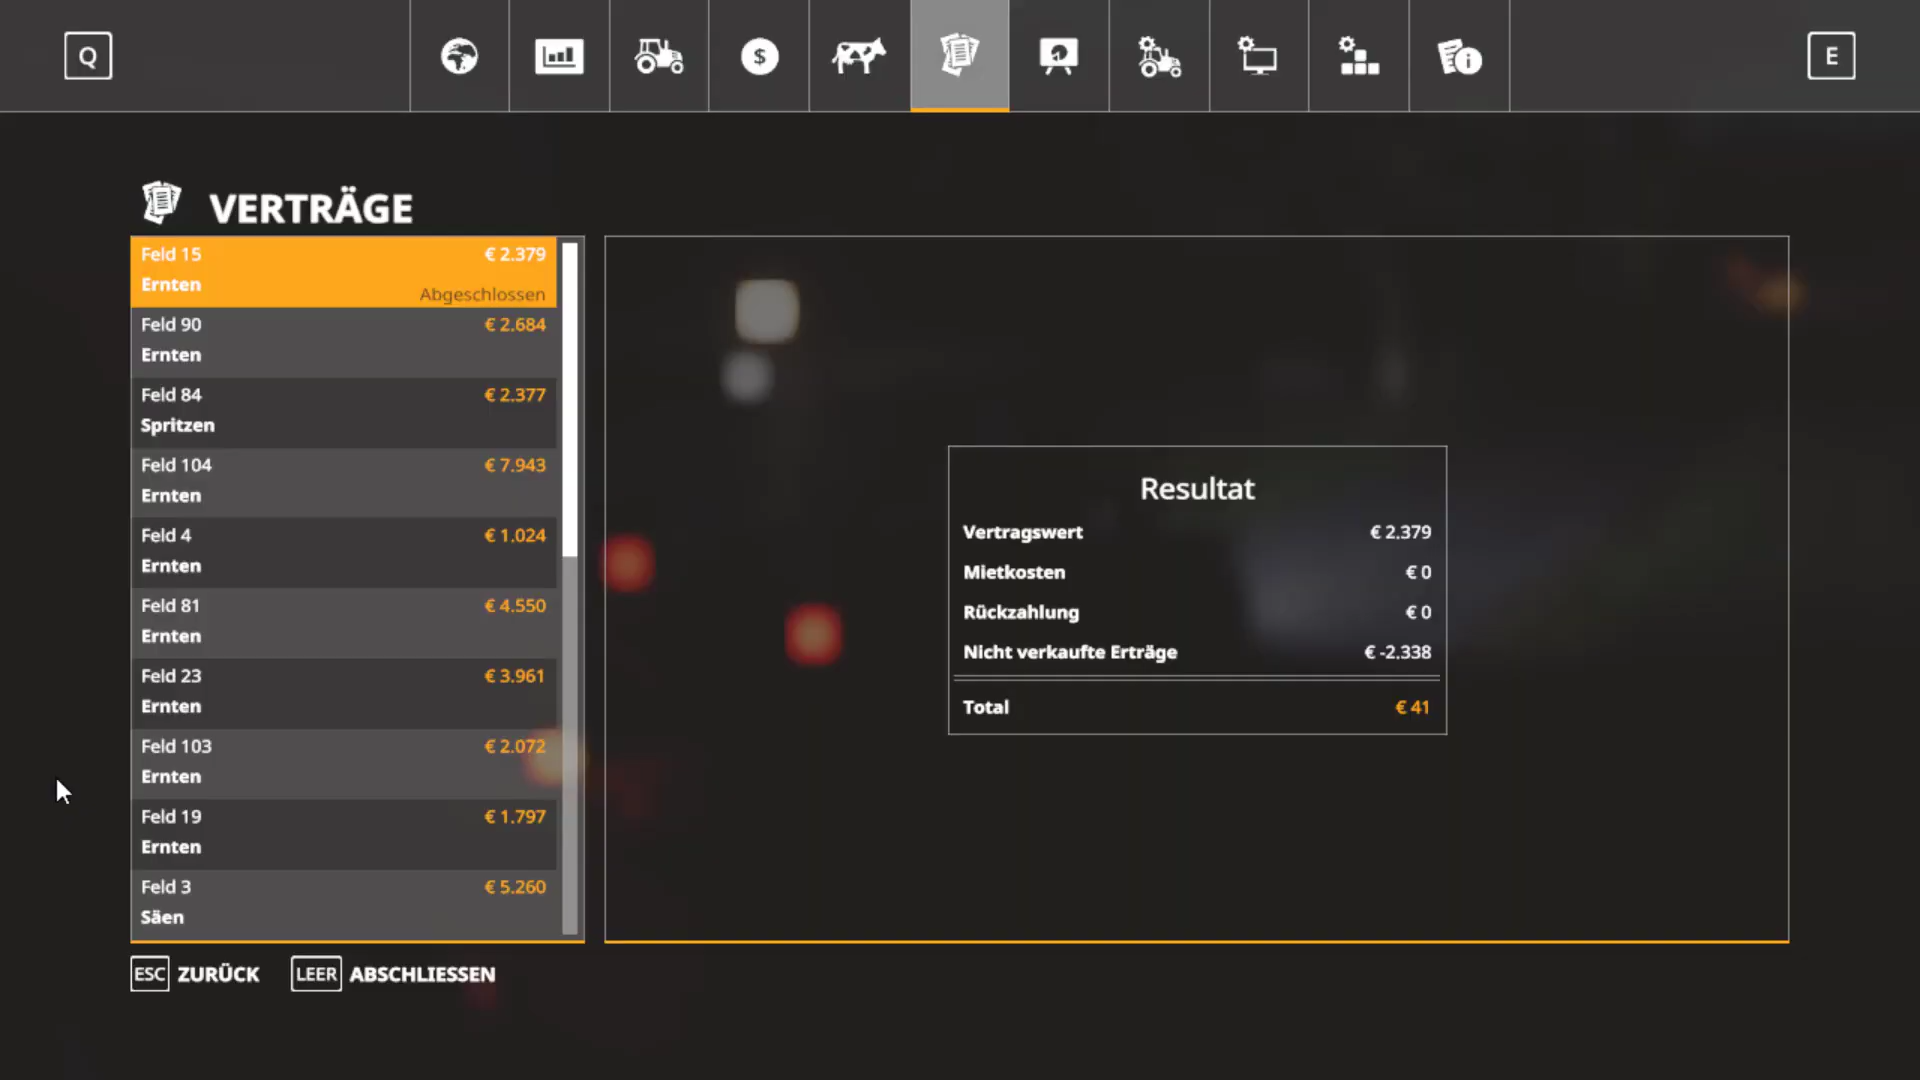 Q
E
VERTRÄGE
Feld 15 € 2.379
Ernten
Abgeschlossen
Feld 90 € 2.684
Ernten
Feld 84 € 2.377
Spritzen
Feld 104 € 7.943
Ernten
Feld 4 € 1.024
Ernten
Feld 81 € 4.550
Ernten
Feld 23 € 3.961
Ernten
Feld 103 € 2.072
Ernten
Feld 19 € 1.797
Ernten
Feld 3 € 5.260
Säen
Resultat
Vertragswert € 2.379
Mietkosten € 0
Rückzahlung € 0
Nicht verkaufte Erträge € -2.338
Total € 41
ESC ZURÜCK LEER ABSCHLIESSEN